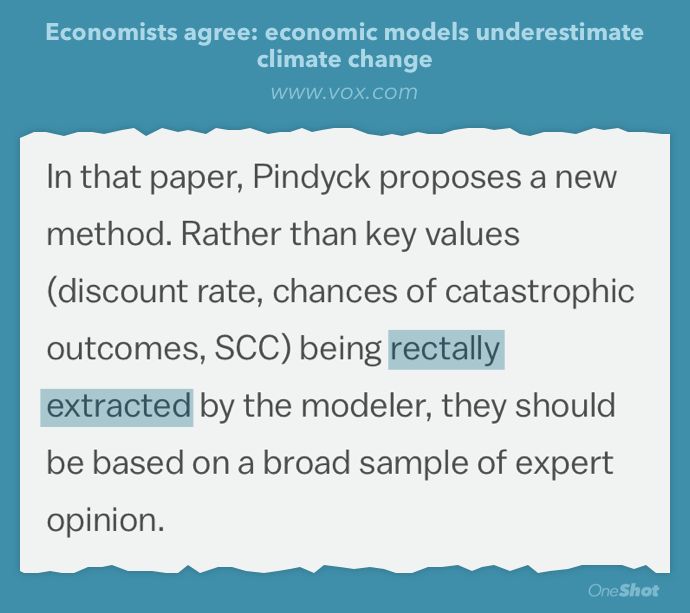 Economists agree: economic models underestimate
climate change
www.vox.com
In that paper, Pindyck proposes a new
method. Rather than key values
(discount rate, chances of catastrophic
outcomes, SCC) being rectally
extracted by the modeler, they should
be based on a broad sample of expert
opinion.
OneShot